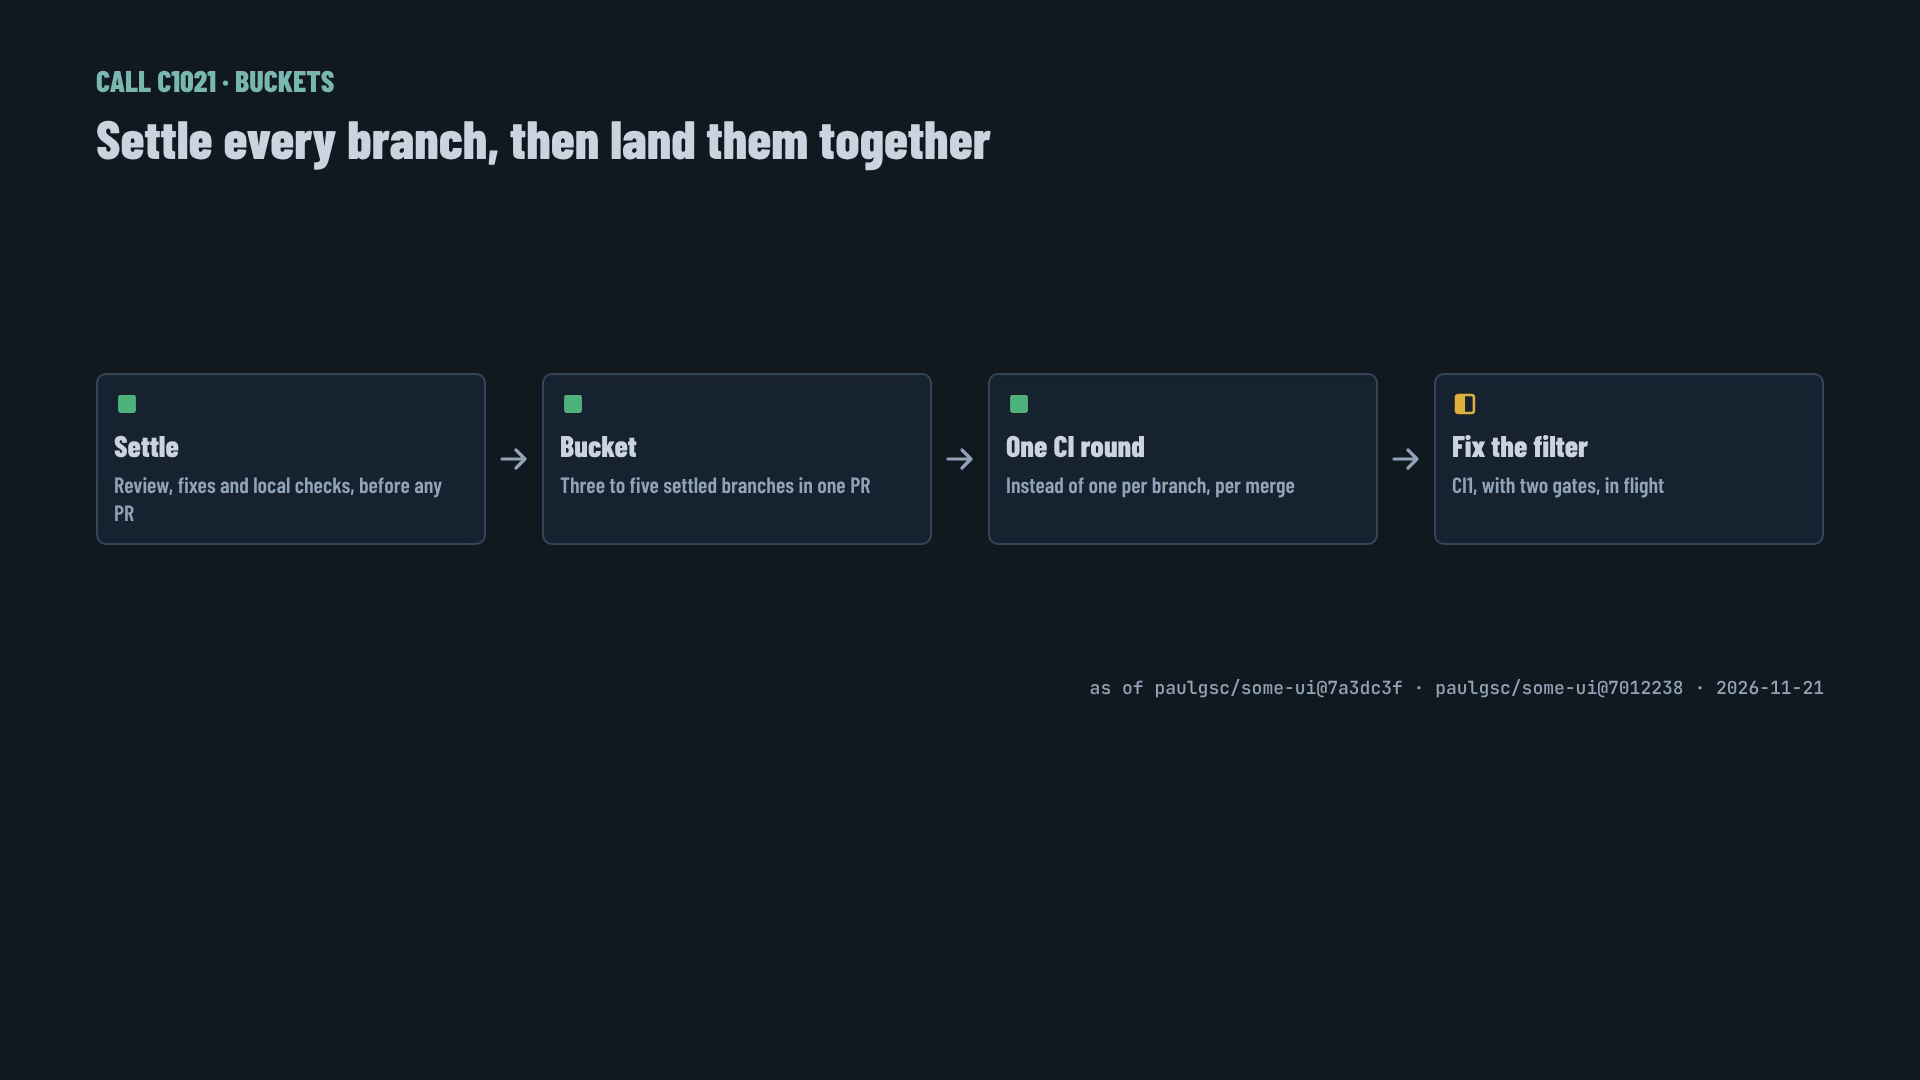 CALL C1021 · BUCKETS
Settle every branch, then land them together
Settle
Review, fixes and local checks, before any
PR
Bucket
Three to five settled branches in one PR
One CI round
Instead of one per branch, per merge
Fix the filter
CI1, with two gates, in flight
as of paulgsc/some-ui@7a3dc3f · paulgsc/some-ui@7012238 · 2026-11-21